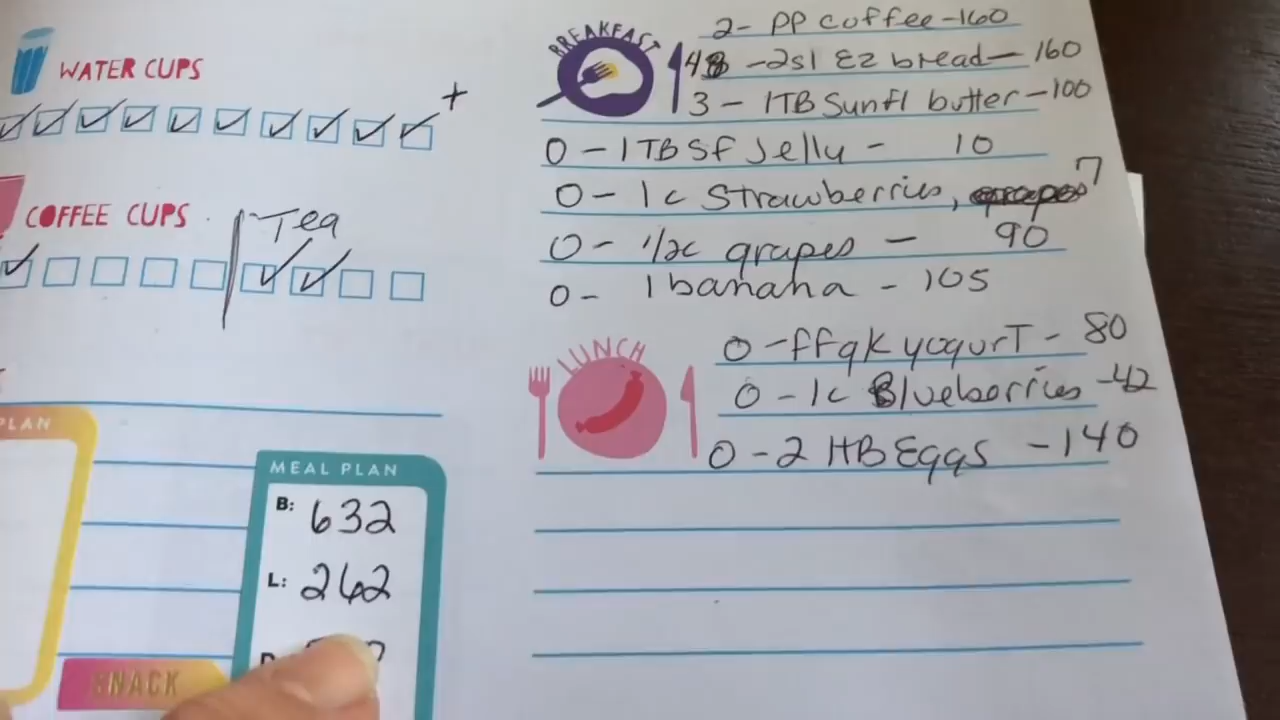 WATER CUPS
+
COFFEE CUPS
Tea
BREAKFAST
2- PP coffee-160
4 -2sl Ez bread-160
3 - 1TB Sunfl butter-100
0 - 1TB SF Jelly - 10
0 - 1c Strawberries, 7
0 - 1/2c grapes - 90
0 - 1 banana - 105
LUNCH
0 - ffgk yogurt - 80
0 - 1c Blueberries -42
0 - 2 HB Eggs - 140
PLAN
MEAL PLAN
B: 632
L: 262
SNACK